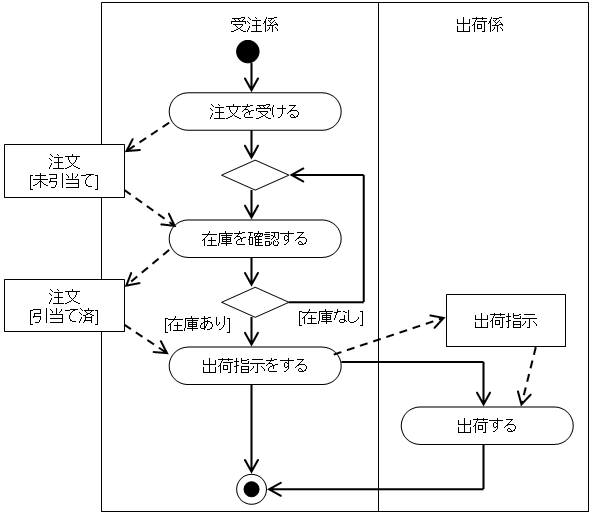 受注係
出荷係
注文を受ける
注文
[未引当て]
在庫を確認する
注文
[引当て済]
[在庫あり]
[在庫なし]
出荷指示
出荷指示をする
出荷する